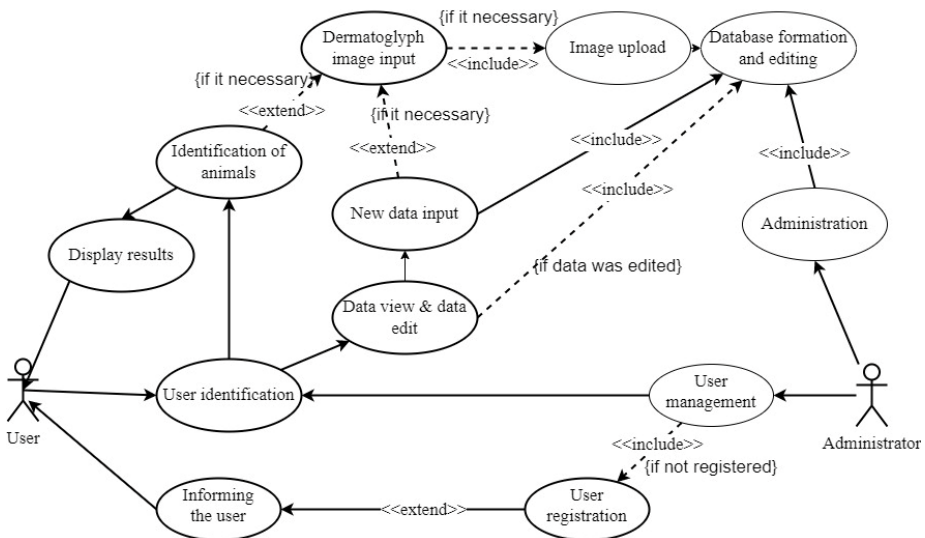 {if it necessary}
Dermatoglyph
image input
<<include>>
Image upload
Database formation
and editing
{if it necessary}
<<extend>>
{if it necessary}
<<extend>>
<<include>>
<<include>>
Identification of
animals
<<include>>
New data input
Administration
Display results
{if data was edited}
Data view & data
edit
User identification
User
management
User
Administrator
<<include>>
{if not registered}
Informing
the user
<<extend>>
User
registration